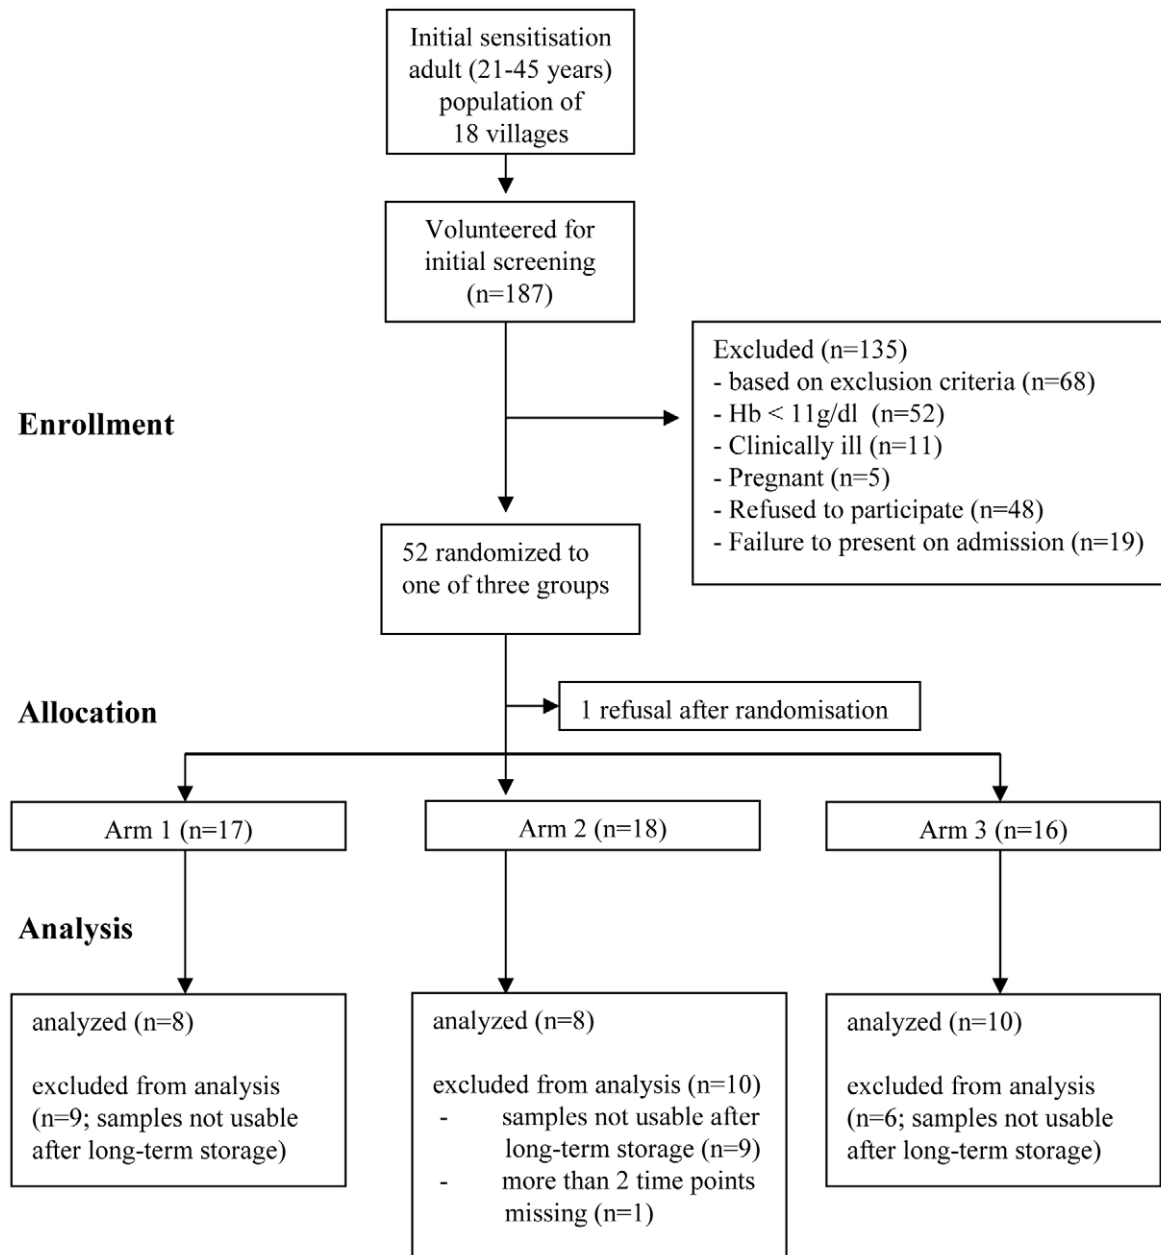 Initial sensitisation
adult (21-45 years)
population of
18 villages
Volunteered for
initial screening
(n=187)
Enrollment
Excluded (n=135)
- based on exclusion criteria (n=68)
- Hb < 11g/dl  (n=52)
- Clinically ill (n=11)
- Pregnant (n=5)
- Refused to participate (n=48)
- Failure to present on admission (n=19)
52 randomized to
one of three groups
Allocation
1 refusal after randomisation
Arm 1 (n=17)
Arm 2 (n=18)
Arm 3 (n=16)
Analysis
analyzed (n=8)
excluded from analysis
(n=9; samples not usable
after long-term storage)
analyzed (n=8)
excluded from analysis (n=10)
- samples not usable after
long-term storage (n=9)
- more than 2 time points
missing (n=1)
analyzed (n=10)
excluded from analysis
(n=6; samples not usable
after long-term storage)